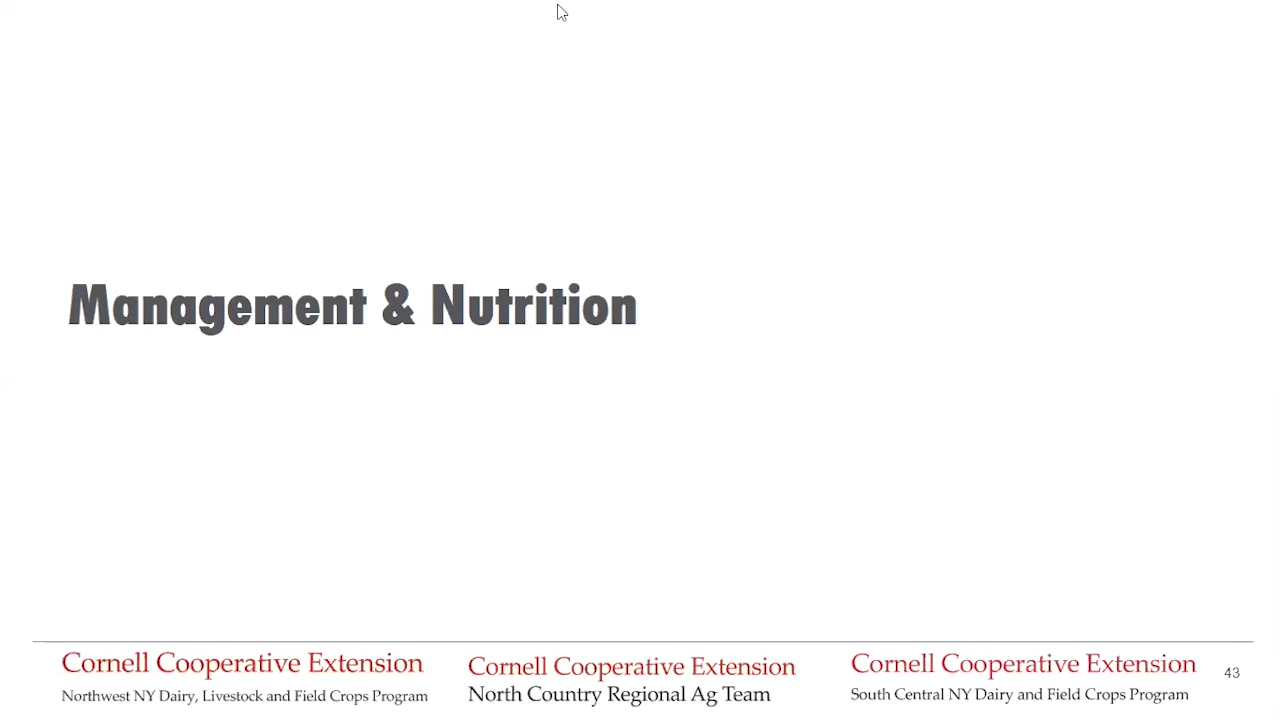 Management & Nutrition
Cornell Cooperative Extension
Northwest NY Dairy, Livestock and Field Crops Program
Cornell Cooperative Extension
North Country Regional Ag Team
Cornell Cooperative Extension
South Central NY Dairy and Field Crops Program
43